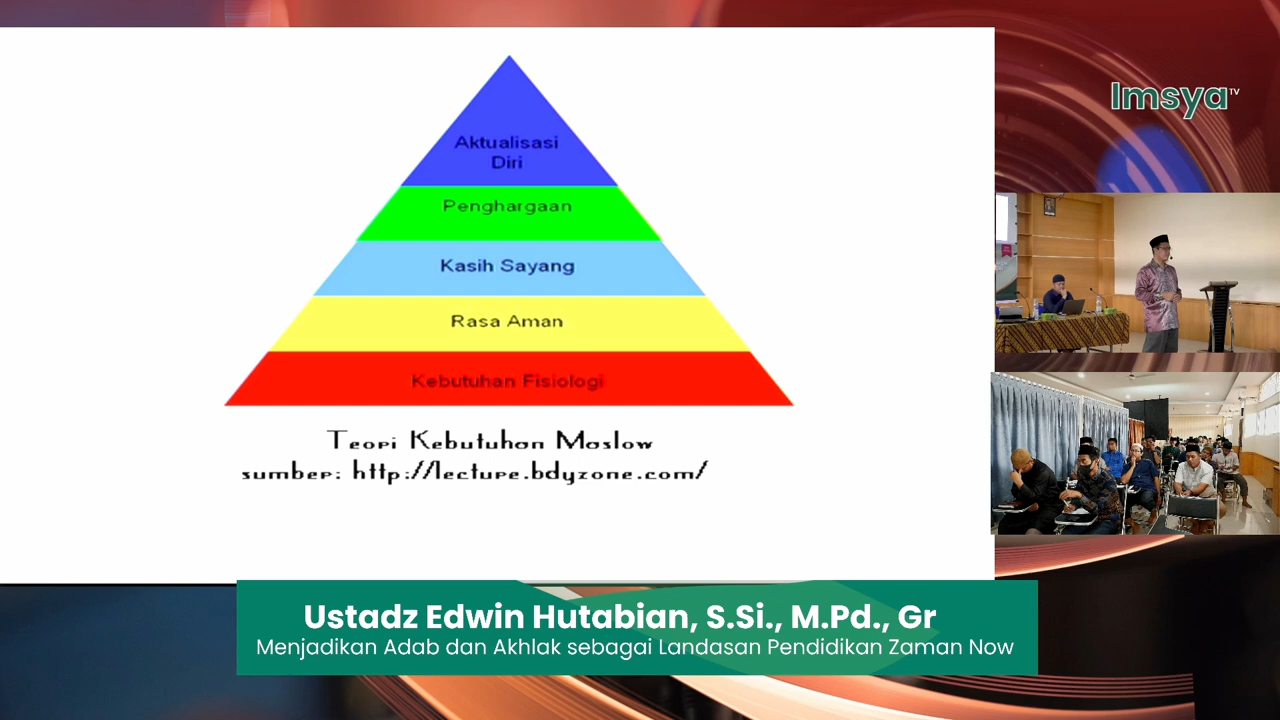 Aktualisasi
Diri
Penghargaan
Kasih Sayang
Rasa Aman
Kebutuhan Fisiologi
Teori Kebutuhan Maslow
sumber: http://lecture.bdyzone.com/
Imsya TV
Ustadz Edwin Hutabian, S.Si., M.Pd., Gr
Menjadikan Adab dan Akhlak sebagai Landasan Pendidikan Zaman Now